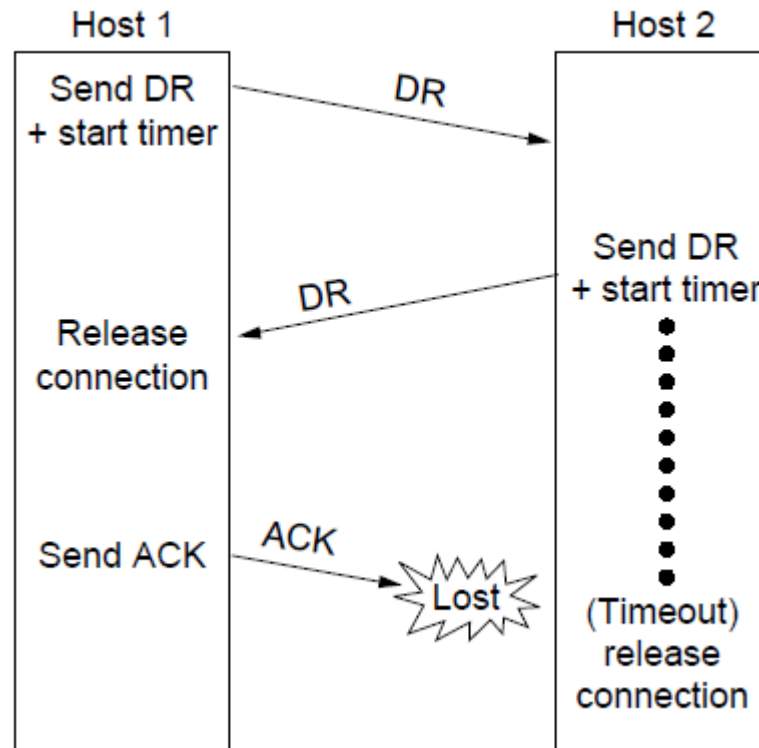 Host 1
Host 2
Send DR
+ start timer
DR
Send DR
+ start timer
DR
Release
connection
Send ACK
ACK
Lost
(Timeout)
release
connection